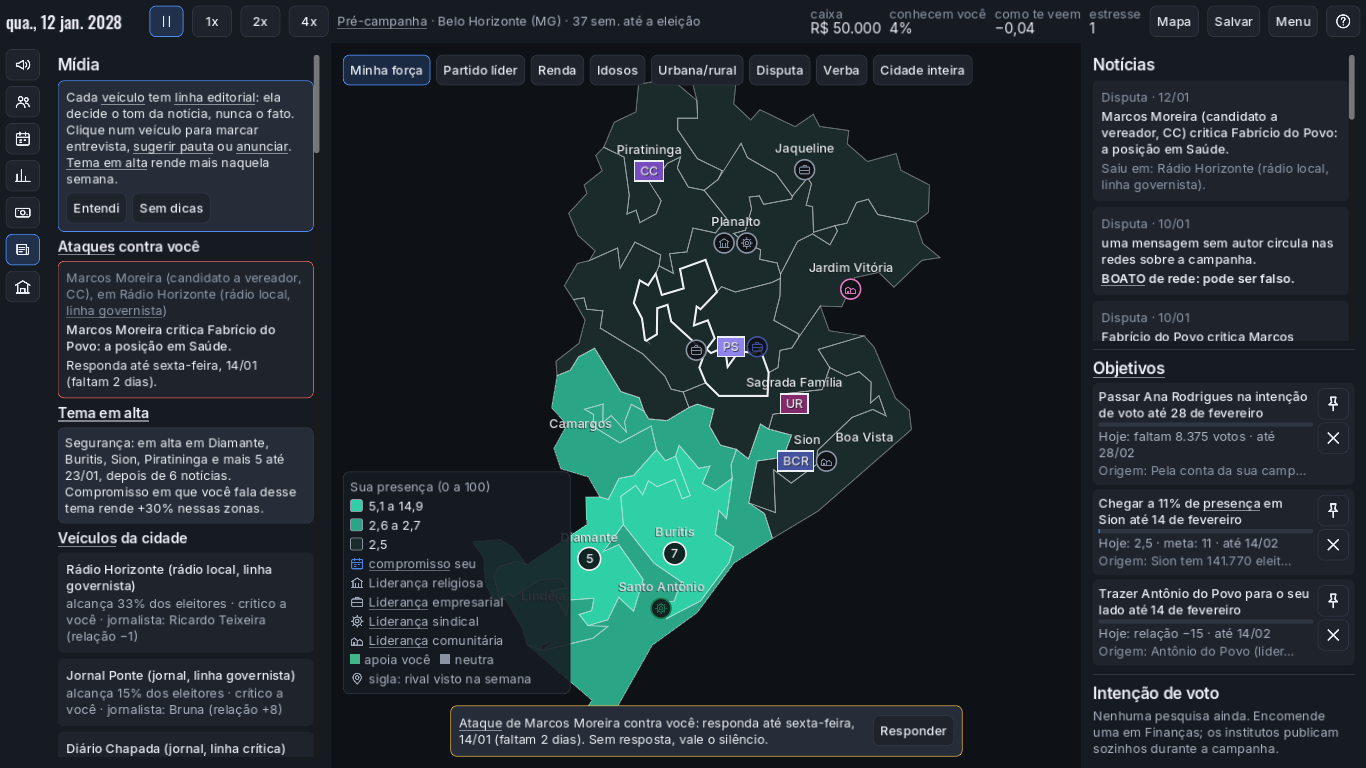 qua., 12 jan. 2028
1x
2x
4x
Pré-campanha · Belo Horizonte (MG) · 37 sem. até a eleição
caixa
R$ 50.000
conhecem você
4%
como te veem
−0,04
estresse
1
Mapa
Salvar
Menu
Mídia
Cada veículo tem linha editorial: ela
decide o tom da notícia, nunca o fato.
Clique num veículo para marcar
entrevista, sugerir pauta ou anunciar.
Tema em alta rende mais naquela
semana.
Entendi
Sem dicas
Ataques contra você
Marcos Moreira (candidato a vereador,
CC), em Rádio Horizonte (rádio local,
linha governista)
Marcos Moreira critica Fabrício do
Povo: a posição em Saúde.
Responda até sexta-feira, 14/01
(faltam 2 dias).
Tema em alta
Segurança: em alta em Diamante,
Buritis, Sion, Piratininga e mais 5 até
23/01, depois de 6 notícias.
Compromisso em que você fala desse
tema rende +30% nessas zonas.
Veículos da cidade
Rádio Horizonte (rádio local, linha
governista)
alcança 33% dos eleitores · crítico a
você · jornalista: Ricardo Teixeira
(relação −1)
Jornal Ponte (jornal, linha governista)
alcança 15% dos eleitores · crítico a
você · jornalista: Bruna (relação +8)
Diário Chapada (jornal, linha crítica)
Minha força
Partido líder
Renda
Idosos
Urbana/rural
Disputa
Verba
Cidade inteira
Piratininga
CC
Jaqueline
Planalto
Jardim Vitória
PS
Sagrada Família
UR
Camargos
Sion
Boa Vista
BCR
Buritis
7
Diamante
5
Santo Antônio
Lindéia
Sua presença (0 a 100)
5,1 a 14,9
2,6 a 2,7
2,5
compromisso seu
Liderança religiosa
Liderança empresarial
Liderança sindical
Liderança comunitária
apoia você
neutra
sigla: rival visto na semana
Ataque de Marcos Moreira contra você: responda até sexta-feira,
14/01 (faltam 2 dias). Sem resposta, vale o silêncio.
Responder
Notícias
Disputa · 12/01
Marcos Moreira (candidato a
vereador, CC) critica Fabrício do Povo:
a posição em Saúde.
Saiu em: Rádio Horizonte (rádio local,
linha governista).
Disputa · 10/01
uma mensagem sem autor circula nas
redes sobre a campanha.
BOATO de rede: pode ser falso.
Disputa · 10/01
Fabrício do Povo critica Marcos
Objetivos
Passar Ana Rodrigues na intenção
de voto até 28 de fevereiro
Hoje: faltam 8.375 votos · até
28/02
Origem: Pela conta da sua camp...
Chegar a 11% de presença em
Sion até 14 de fevereiro
Hoje: 2,5 · meta: 11 · até 14/02
Origem: Sion tem 141.770 eleit...
Trazer Antônio do Povo para o seu
lado até 14 de fevereiro
Hoje: relação −15 · até 14/02
Origem: Antônio do Povo (lider...
Intenção de voto
Nenhuma pesquisa ainda. Encomende
uma em Finanças; os institutos publicam
sozinhos durante a campanha.